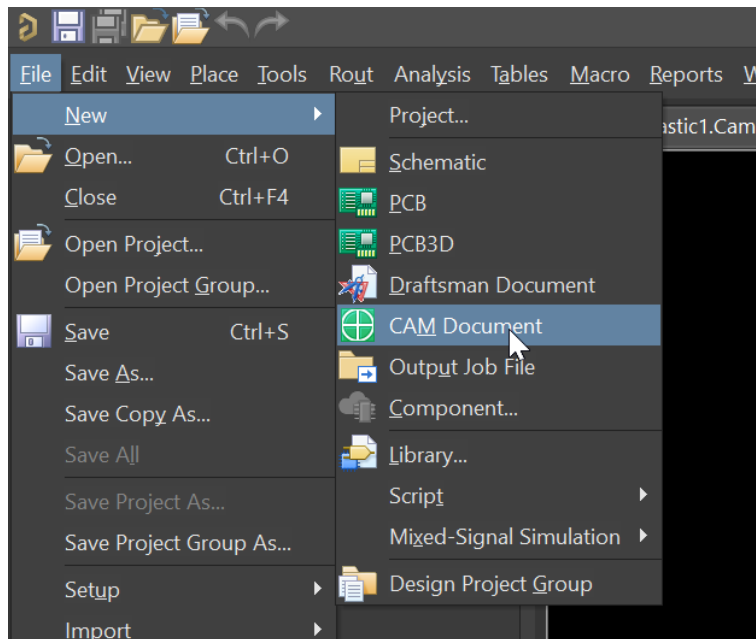 File Edit View Place Tools Rout Analysis Tables Macro Reports W
New
Open... Ctrl+O
Close Ctrl+F4
Open Project...
Open Project Group...
Save Ctrl+S
Save As...
Save Copy As...
Save All
Save Project As...
Save Project Group As...
Setup
Import
Project...
Schematic
PCB
PCB3D
Draftsman Document
CAM Document
Output Job File
Component...
Library...
Script
Mixed-Signal Simulation
Design Project Group
astic1.Cam